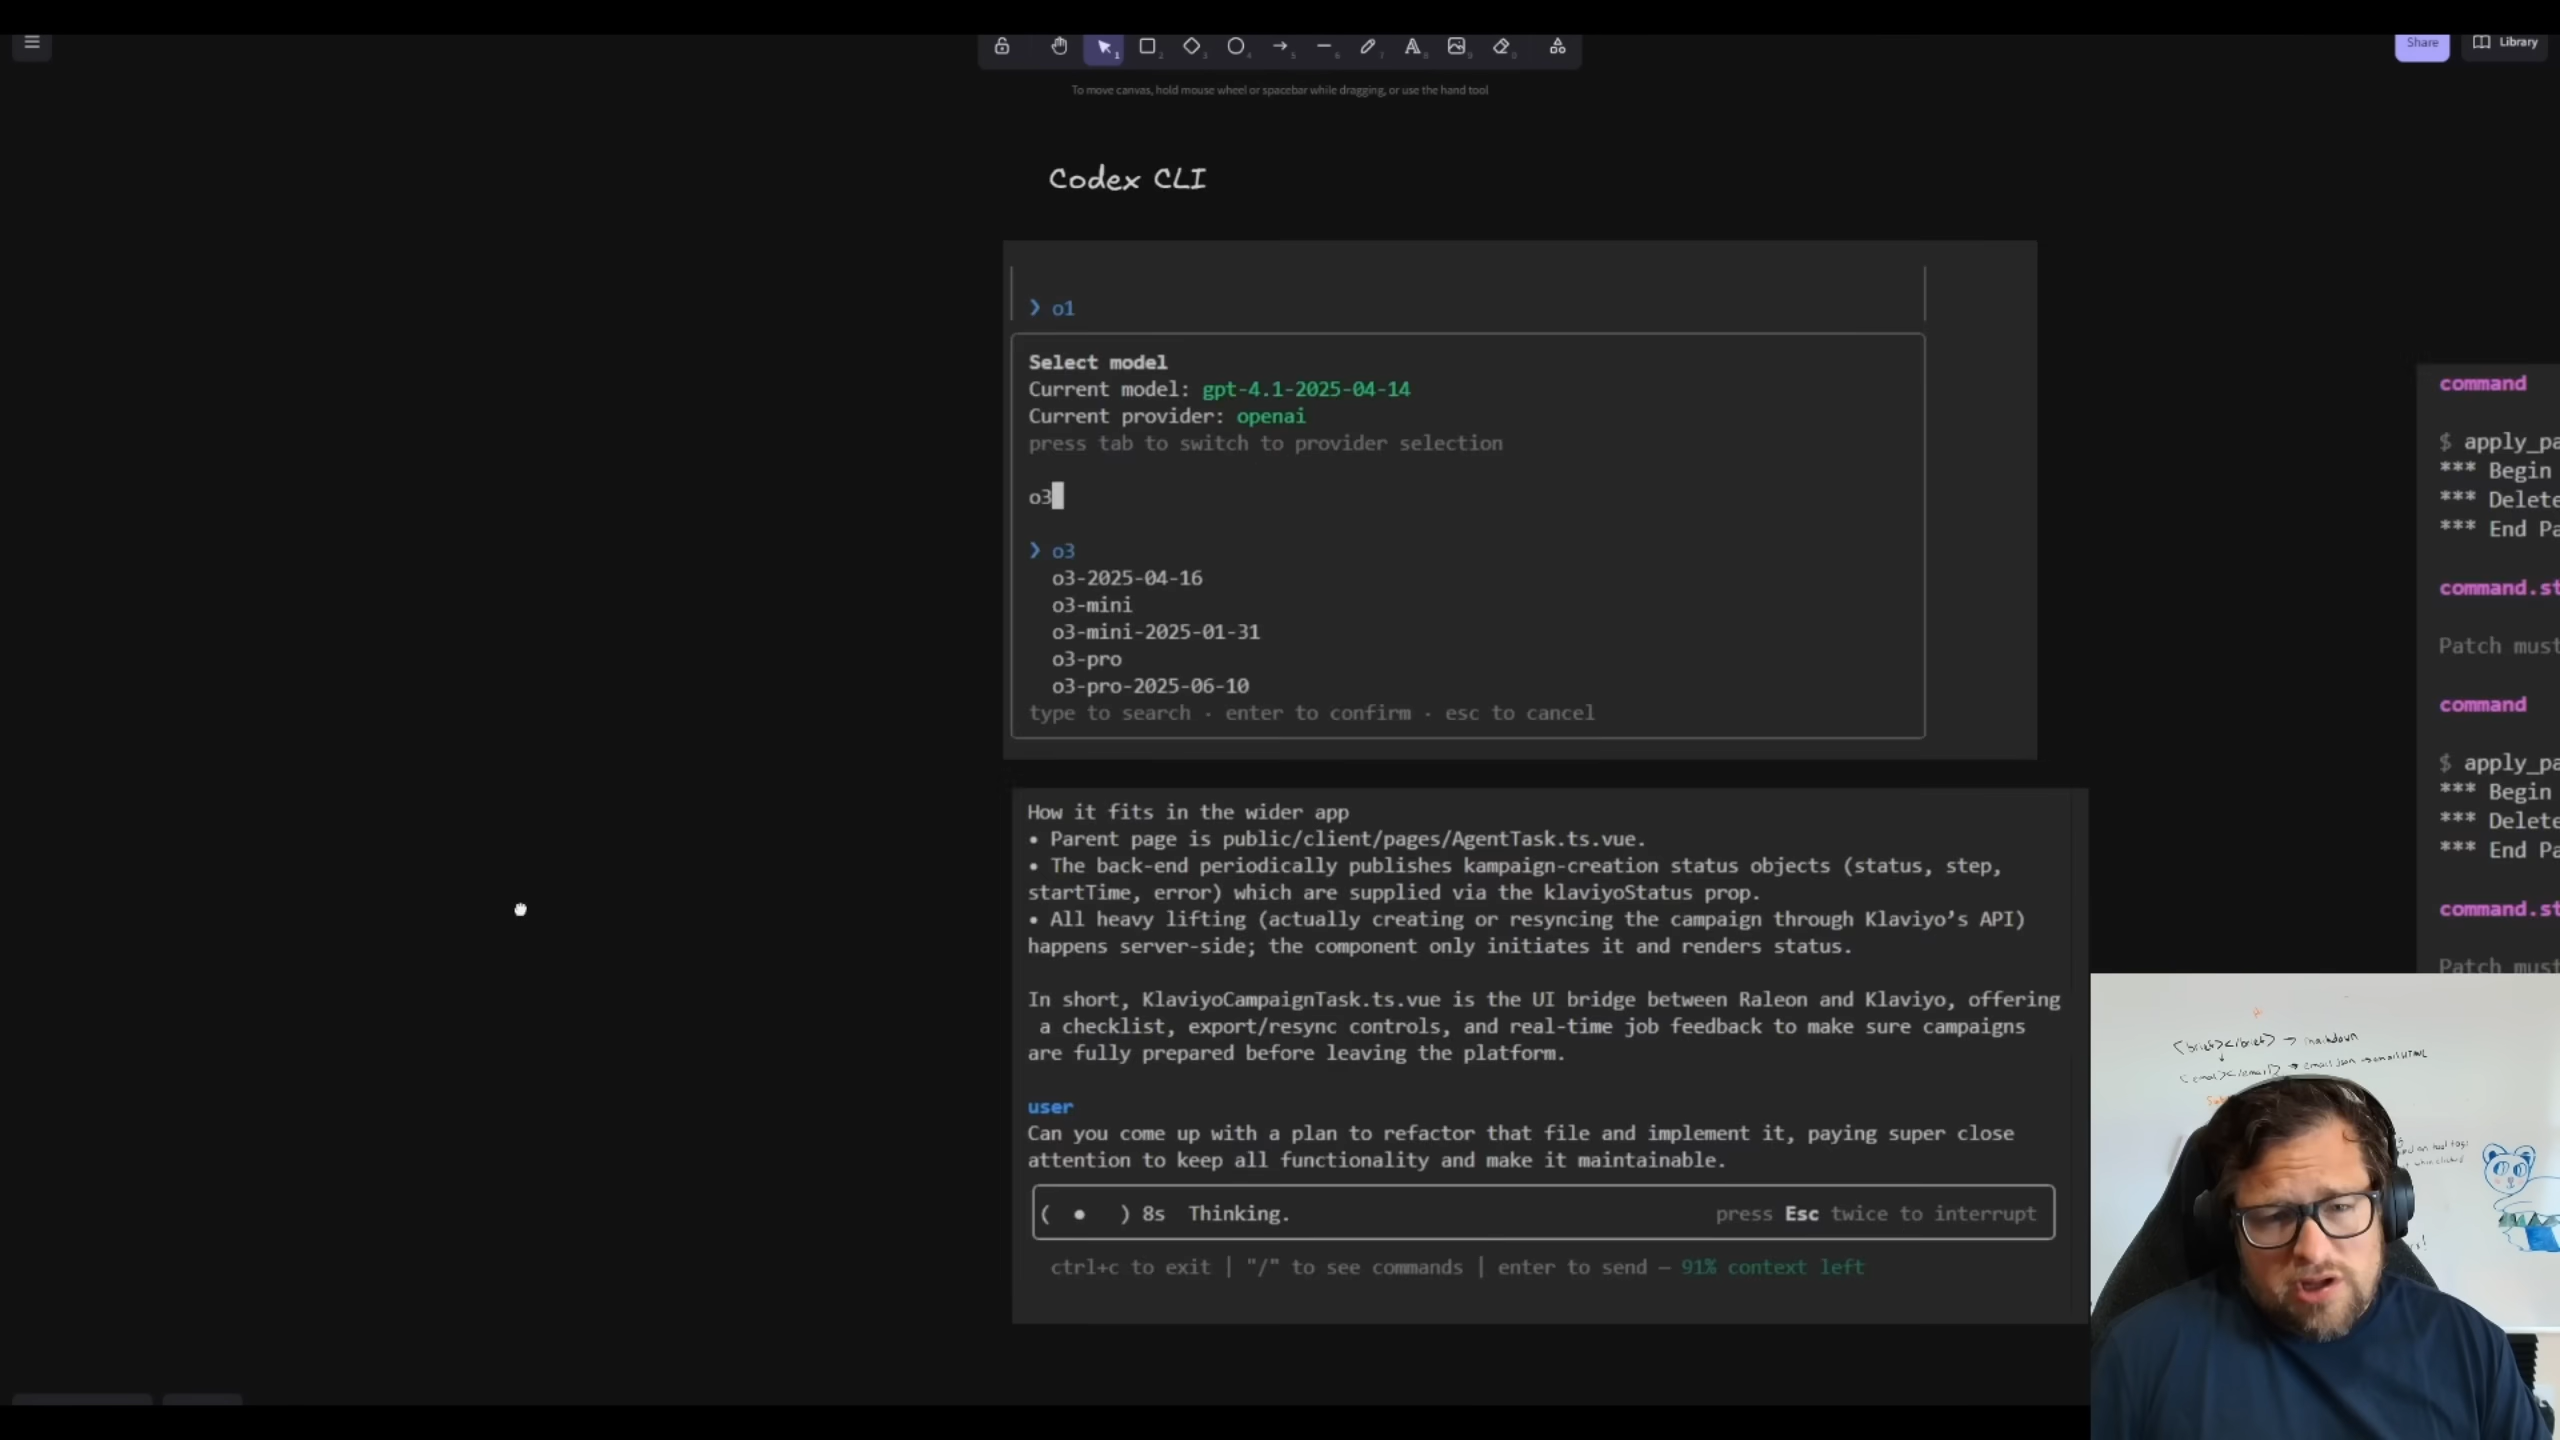 Share
Library
To move canvas, hold mouse wheel or spacebar while dragging, or use the hand tool
Codex CLI
❯ o1
Select model
Current model: gpt-4.1-2025-04-14
Current provider: openai
press tab to switch to provider selection
o3
❯ o3
o3-2025-04-16
o3-mini
o3-mini-2025-01-31
o3-pro
o3-pro-2025-06-10
type to search · enter to confirm · esc to cancel
How it fits in the wider app
• Parent page is public/client/pages/AgentTask.ts.vue.
• The back-end periodically publishes kampaign-creation status objects (status, step,
startTime, error) which are supplied via the klaviyoStatus prop.
• All heavy lifting (actually creating or resyncing the campaign through Klaviyo’s API)
happens server-side; the component only initiates it and renders status.
In short, KlaviyoCampaignTask.ts.vue is the UI bridge between Raleon and Klaviyo, offering
a checklist, export/resync controls, and real-time job feedback to make sure campaigns
are fully prepared before leaving the platform.
user
Can you come up with a plan to refactor that file and implement it, paying super close
attention to keep all functionality and make it maintainable.
( ● ) 8s Thinking.
press Esc twice to interrupt
ctrl+c to exit | "/" to see commands | enter to send — 91% context left
command
$ apply_pa
*** Begin
*** Delete
*** End Pa
command.st
Patch must
command
$ apply_pa
*** Begin
*** Delete
*** End Pa
command.st
Patch must
<brief></brief> → markdown
<email></email> → email json → email HTML